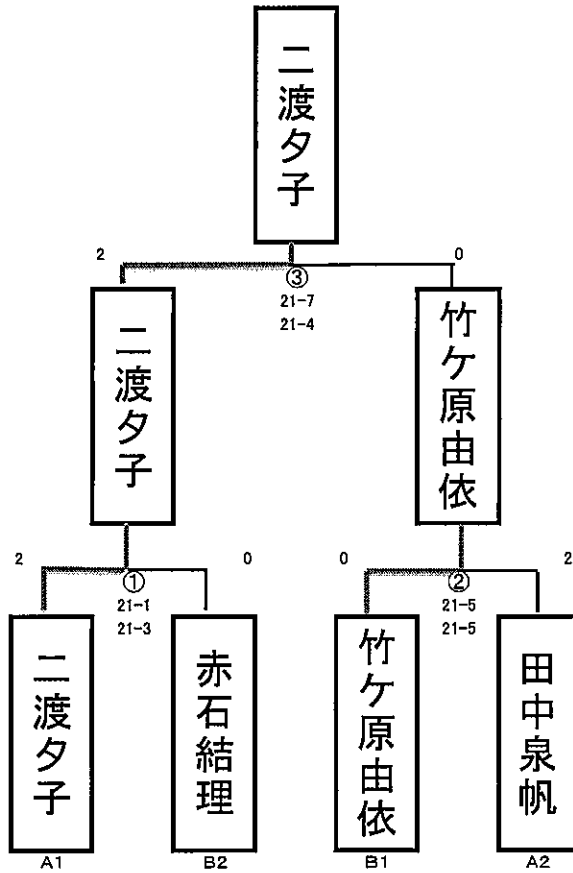 二渡夕子
2
0
③
21-7
21-4
二渡夕子
竹ケ原由依
2
0
0
2
①
②
21-1
21-5
21-3
21-5
二渡夕子
赤石結理
竹ケ原由依
田中泉帆
A1
B2
B1
A2